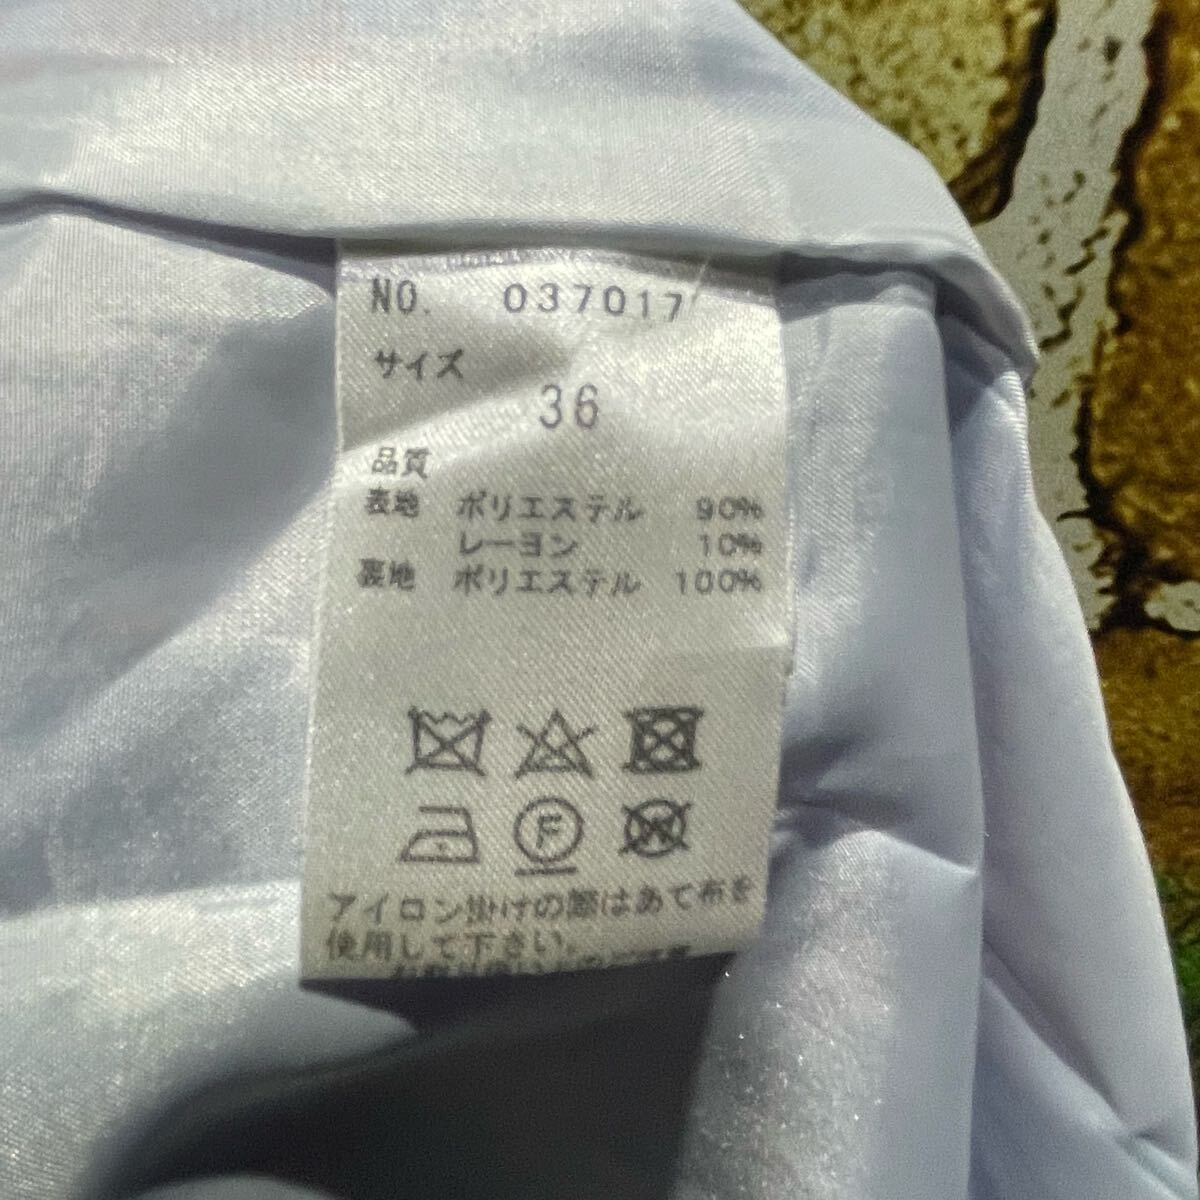 NO. 037017
サイズ
36
品質
表地 ポリエステル 90%
レーヨン 10%
裏地 ポリエステル 100%
F
W
アイロン掛けの際はあて布を
使用して下さい。